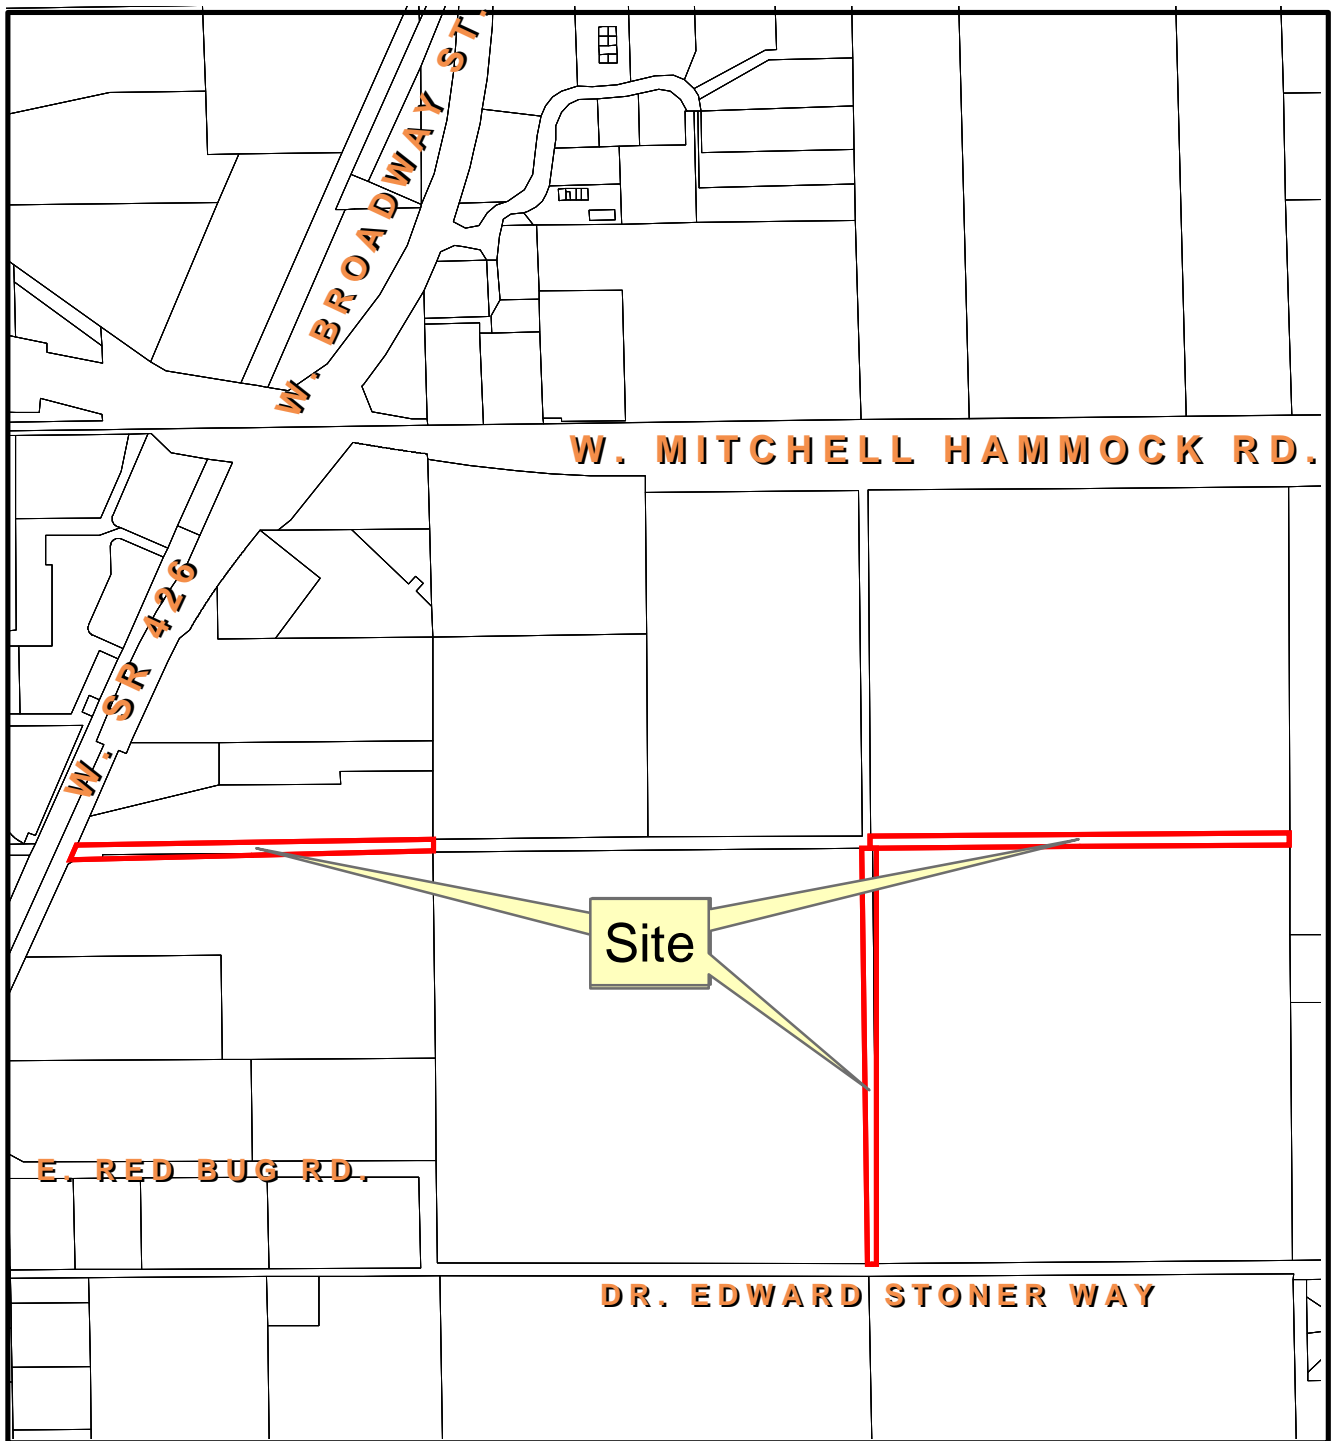 W. BROADWAY ST.
W. MITCHELL HAMMOCK RD.
W. SR 426
Site
E. RED BUG RD.
DR. EDWARD STONER WAY